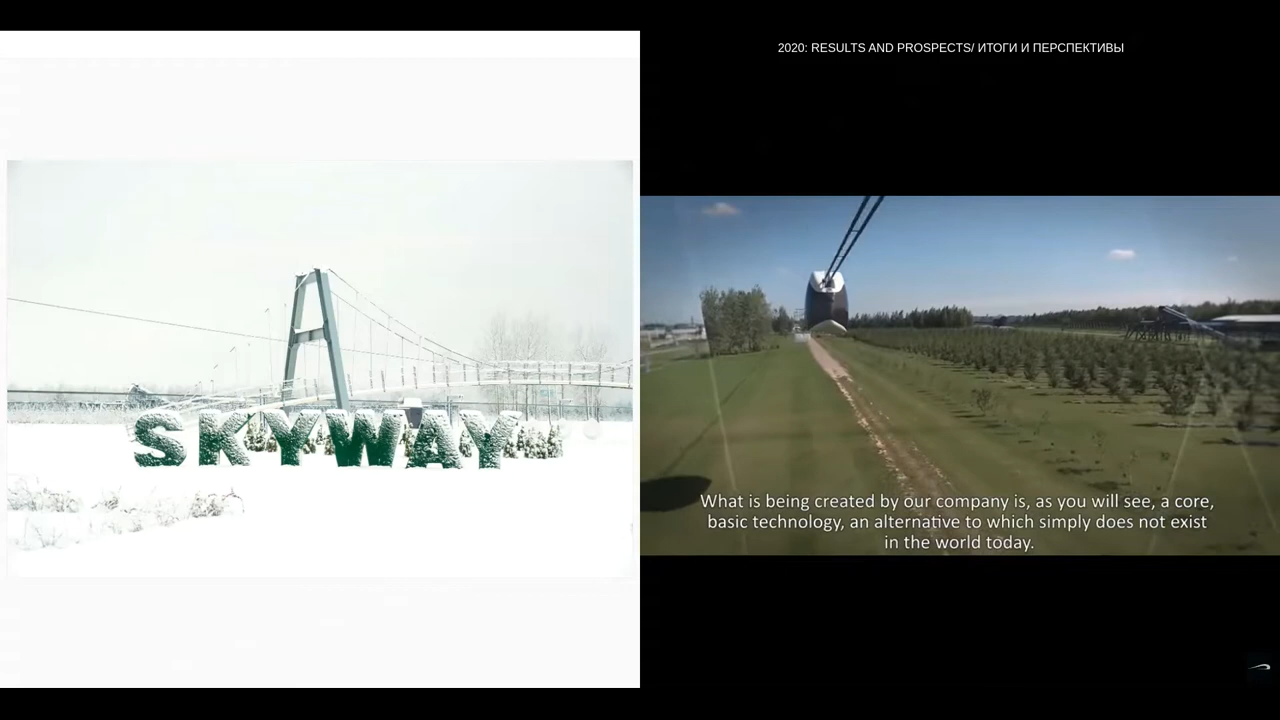 SKYWAY
2020: RESULTS AND PROSPECTS/ ИТОГИ И ПЕРСПЕКТИВЫ
What is being created by our company is, as you will see, a core,
basic technology, an alternative to which simply does not exist
in the world today.